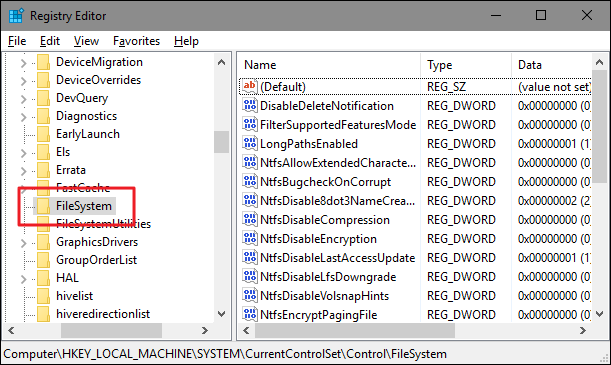 Registry Editor
File Edit View Favorites Help
DeviceMigration
DeviceOverrides
DevQuery
Diagnostics
EarlyLaunch
Els
Errata
FastCache
FileSystem
FileSystemUtilities
GraphicsDrivers
GroupOrderList
HAL
hivelist
hiveredirectionlist
Name Type Data
ab (Default) REG_SZ (value not set)
DisableDeleteNotification REG_DWORD 0x00000000 (0)
FilterSupportedFeaturesMode REG_DWORD 0x00000000 (0)
LongPathsEnabled REG_DWORD 0x00000001 (1)
NtfsAllowExtendedCharacte... REG_DWORD 0x00000000 (0)
NtfsBugcheckOnCorrupt REG_DWORD 0x00000000 (0)
NtfsDisable8dot3NameCrea... REG_DWORD 0x00000002 (2)
NtfsDisableCompression REG_DWORD 0x00000000 (0)
NtfsDisableEncryption REG_DWORD 0x00000000 (0)
NtfsDisableLastAccessUpdate REG_DWORD 0x00000001 (1)
NtfsDisableLfsDowngrade REG_DWORD 0x00000000 (0)
NtfsDisableVolsnapHints REG_DWORD 0x00000000 (0)
NtfsEncryptPagingFile REG_DWORD 0x00000000 (0)
Computer\HKEY_LOCAL_MACHINE\SYSTEM\CurrentControlSet\Control\FileSystem